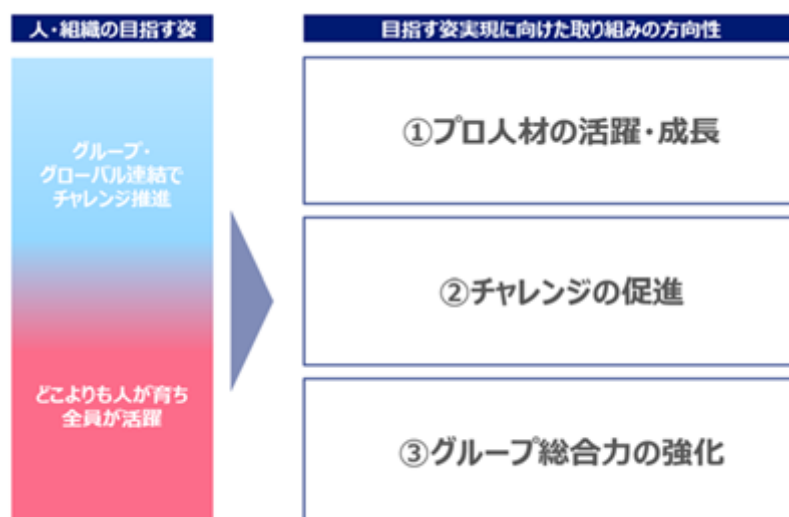 人・組織の目指す姿
グループ・
グローバル連結で
チャレンジ推進
どこよりも人が育ち
全員が活躍
目指す姿実現に向けた取り組みの方向性
①プロ人材の活躍・成長
②チャレンジの促進
③グループ総合力の強化